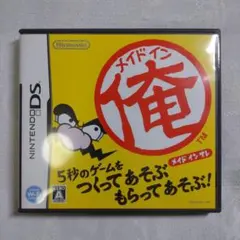 NINTENDO DS
Nintendo
メイド イン
俺
TM
メイド イン オレ
5秒のゲームを
つくってあそぶ
もらってあそぶ!
A